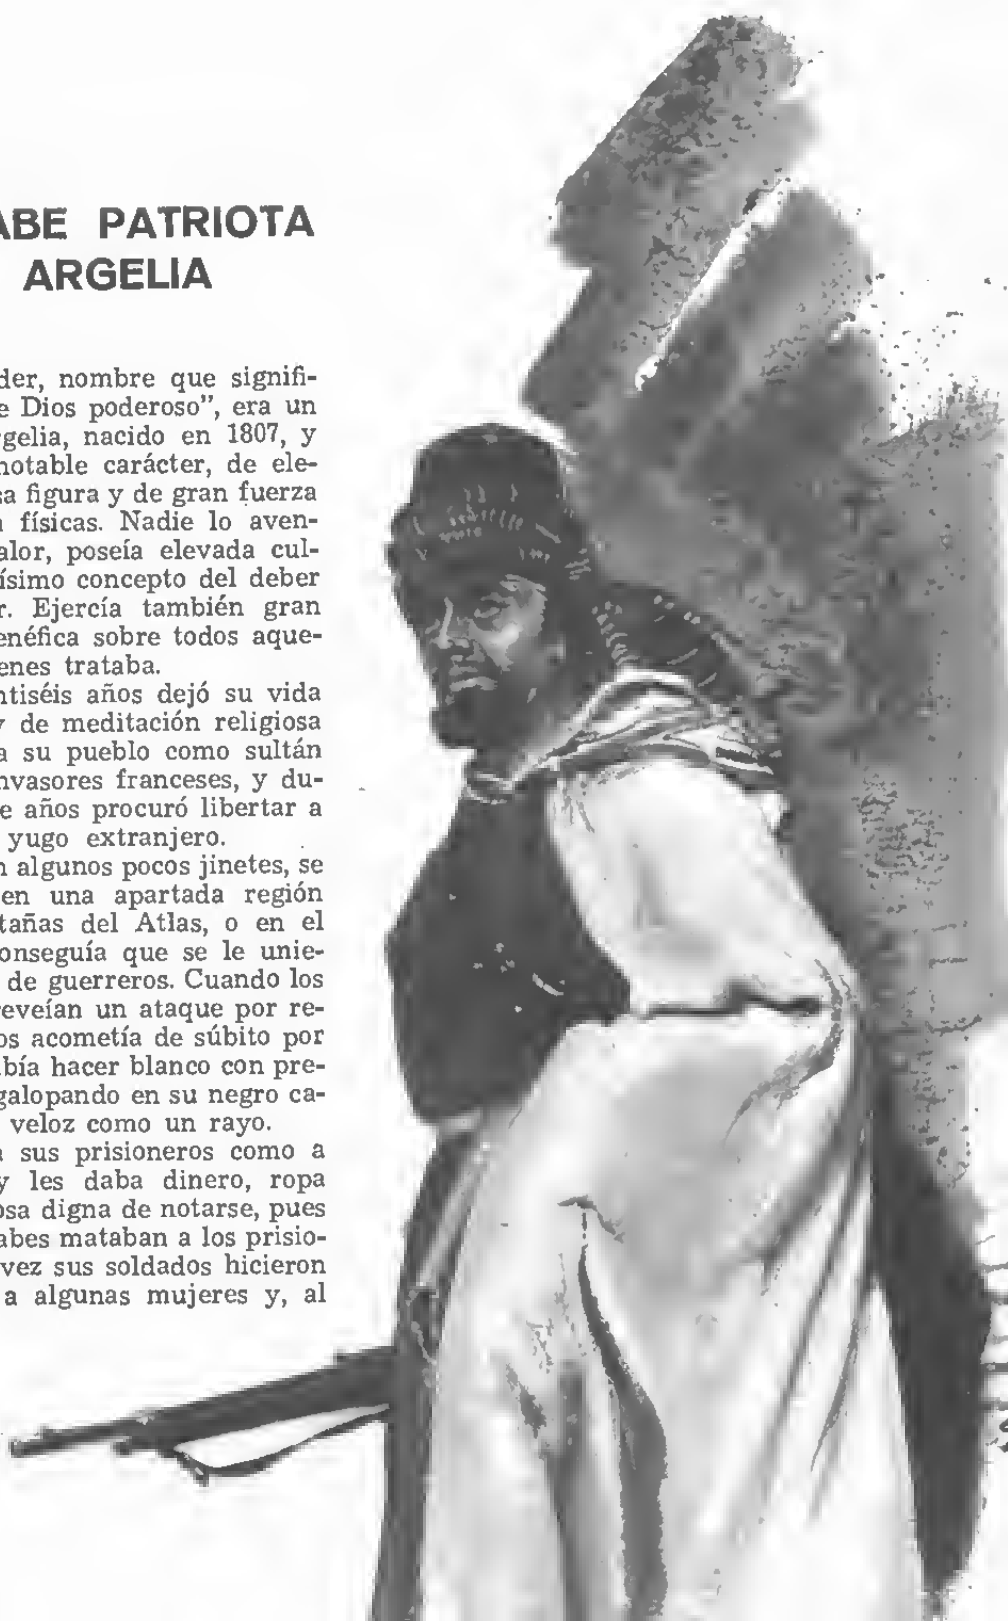 ABE PATRIOTA
ARGELIA
der, nombre que signifi-
e Dios poderoso”, era un
rgelia, nacido en 1807, y
notable carácter, de ele-
sa figura y de gran fuerza
a físicas. Nadie lo aven-
alor, poseía elevada cul-
ísimo concepto del deber
r. Ejercía también gran
enéfica sobre todos aque-
enes trataba.
ntiséis años dejó su vida
y de meditación religiosa
a su pueblo como sultán
nvasores franceses, y du-
e años procuró libertar a
yugo extranjero.
n algunos pocos jinetes, se
en una apartada región
tañas del Atlas, o en el
onseguía que se le unie-
de guerreros. Cuando los
reveían un ataque por re-
os acometía de súbito por
bía hacer blanco con pre-
galopando en su negro ca-
veloz como un rayo.
a sus prisioneros como a
y les daba dinero, ropa
osa digna de notarse, pues
abes mataban a los prisio-
vez sus soldados hicieron
a algunas mujeres y, al